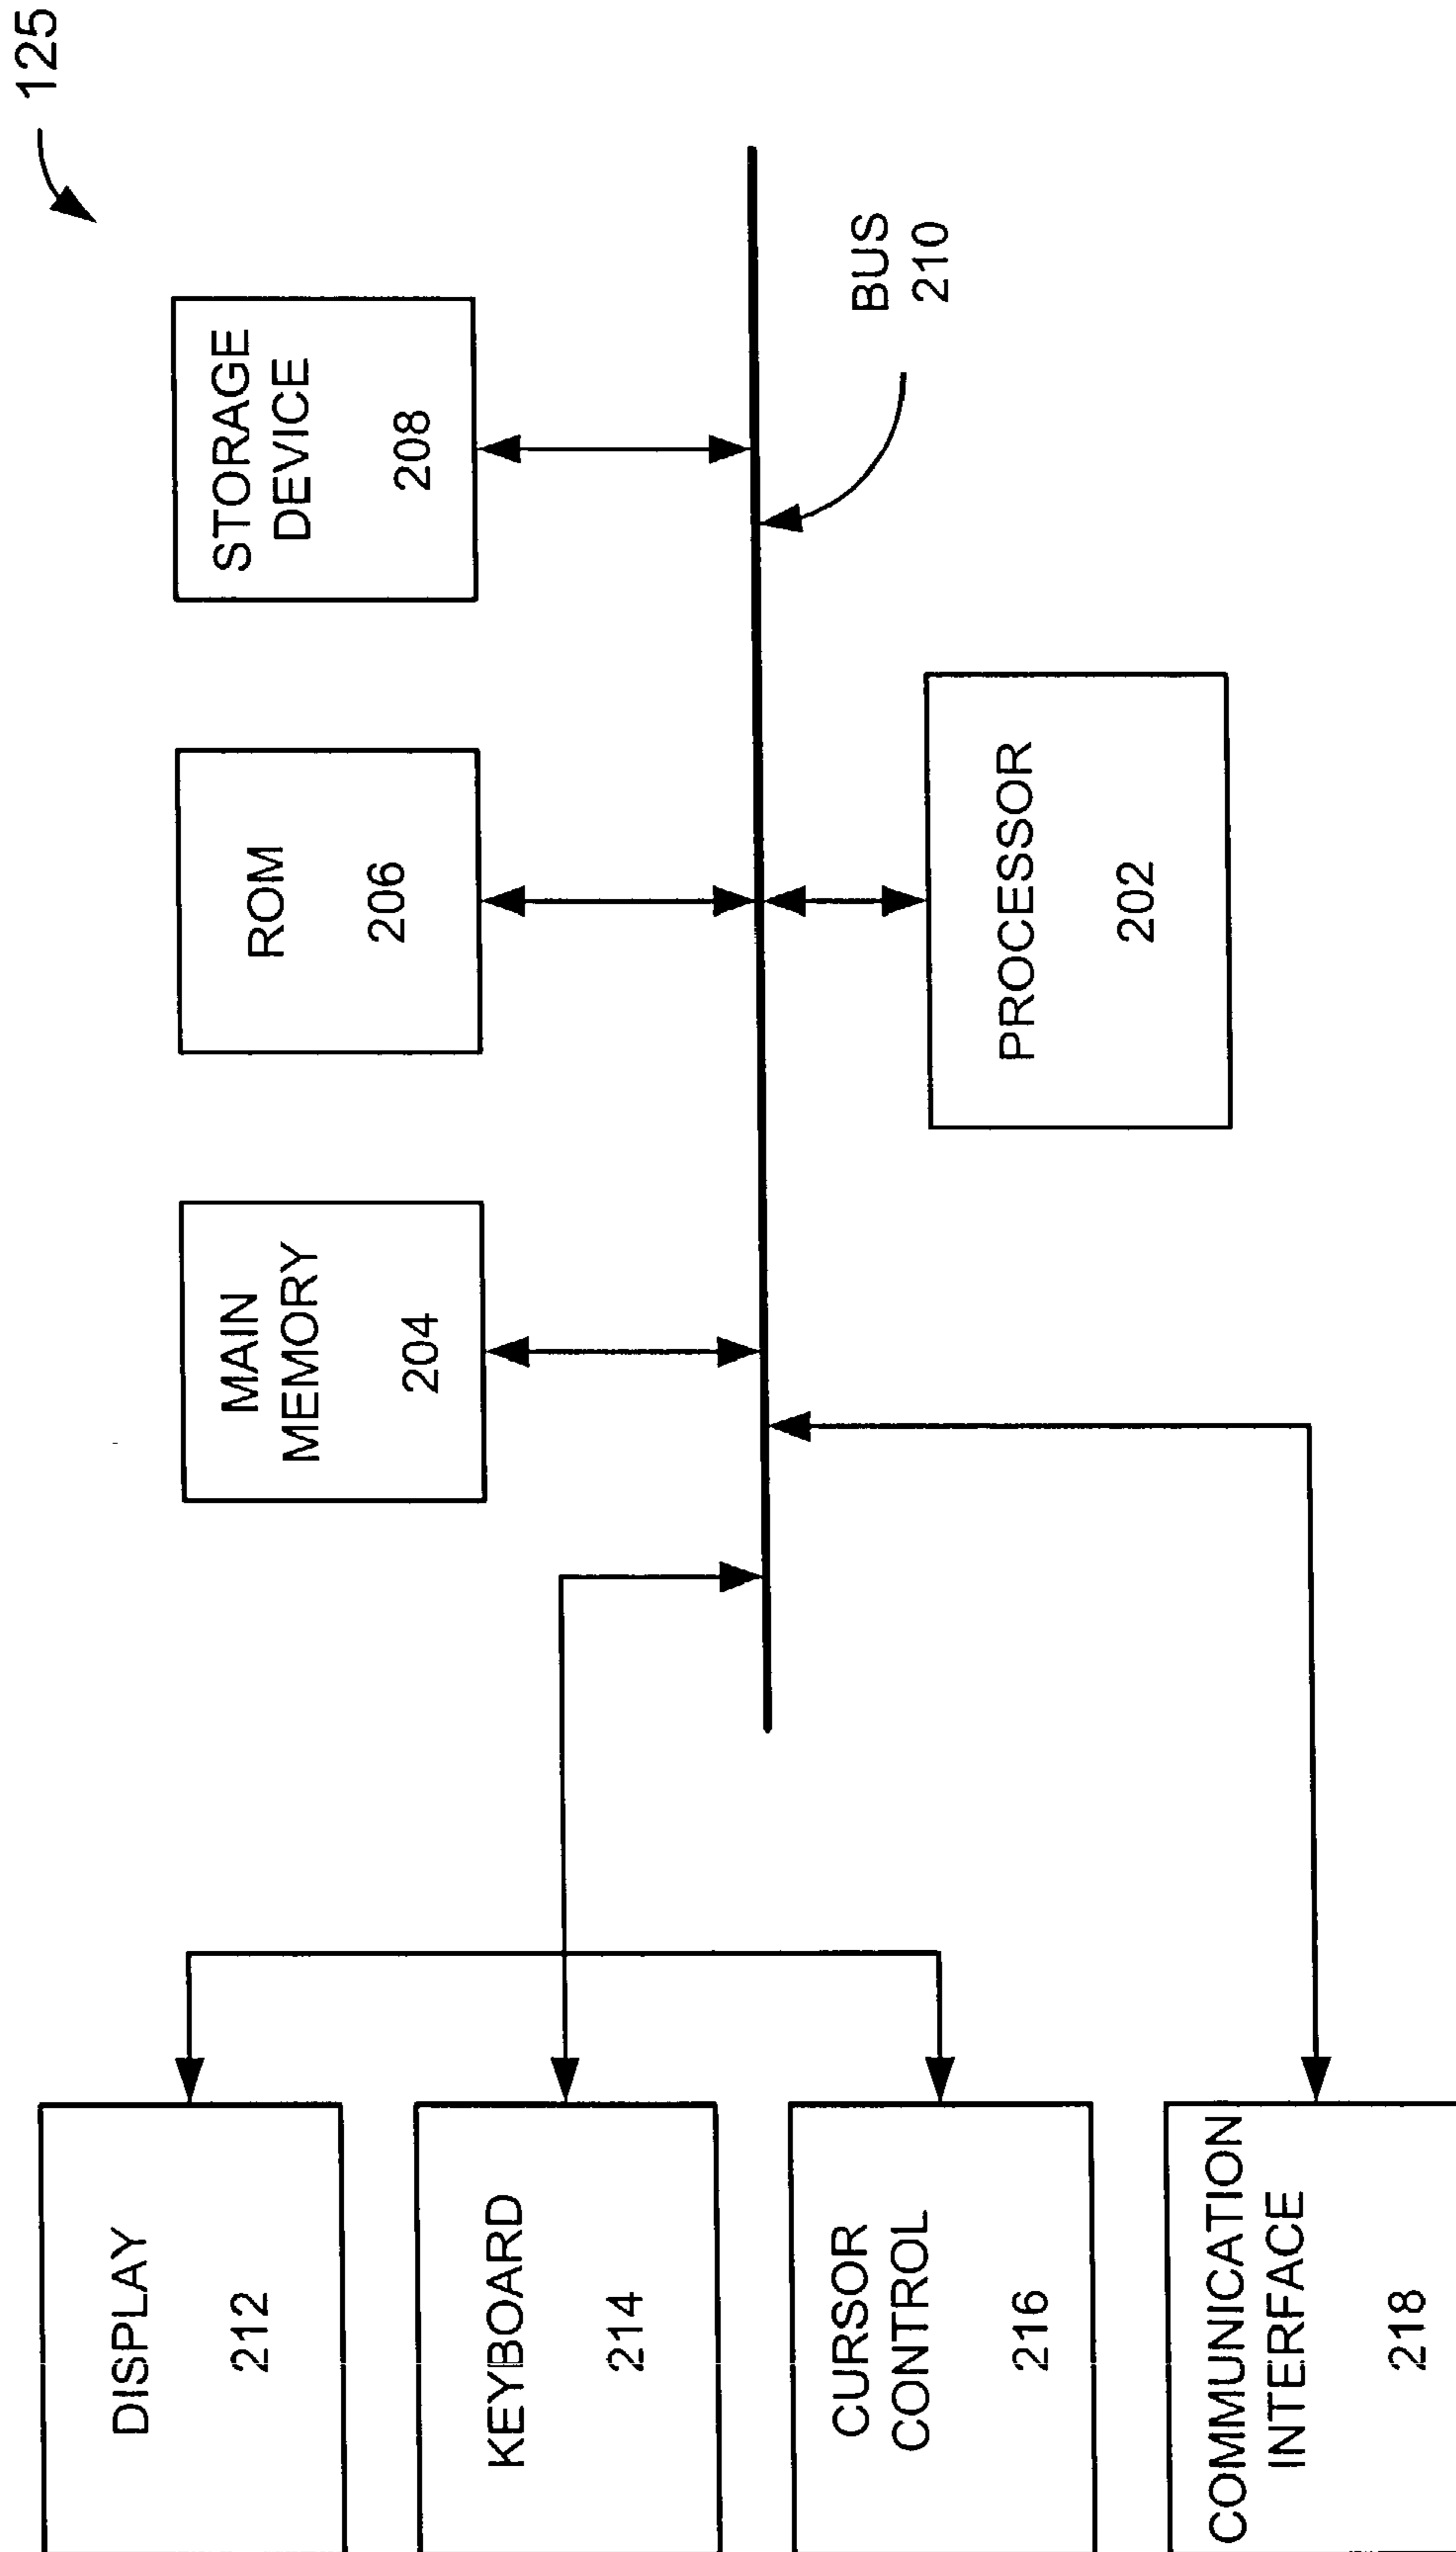 125
STORAGE
DEVICE
208
ROM
206
MAIN
MEMORY
204
BUS
210
PROCESSOR
202
DISPLAY
212
KEYBOARD
214
CURSOR
CONTROL
216
COMMUNICATION
INTERFACE
218